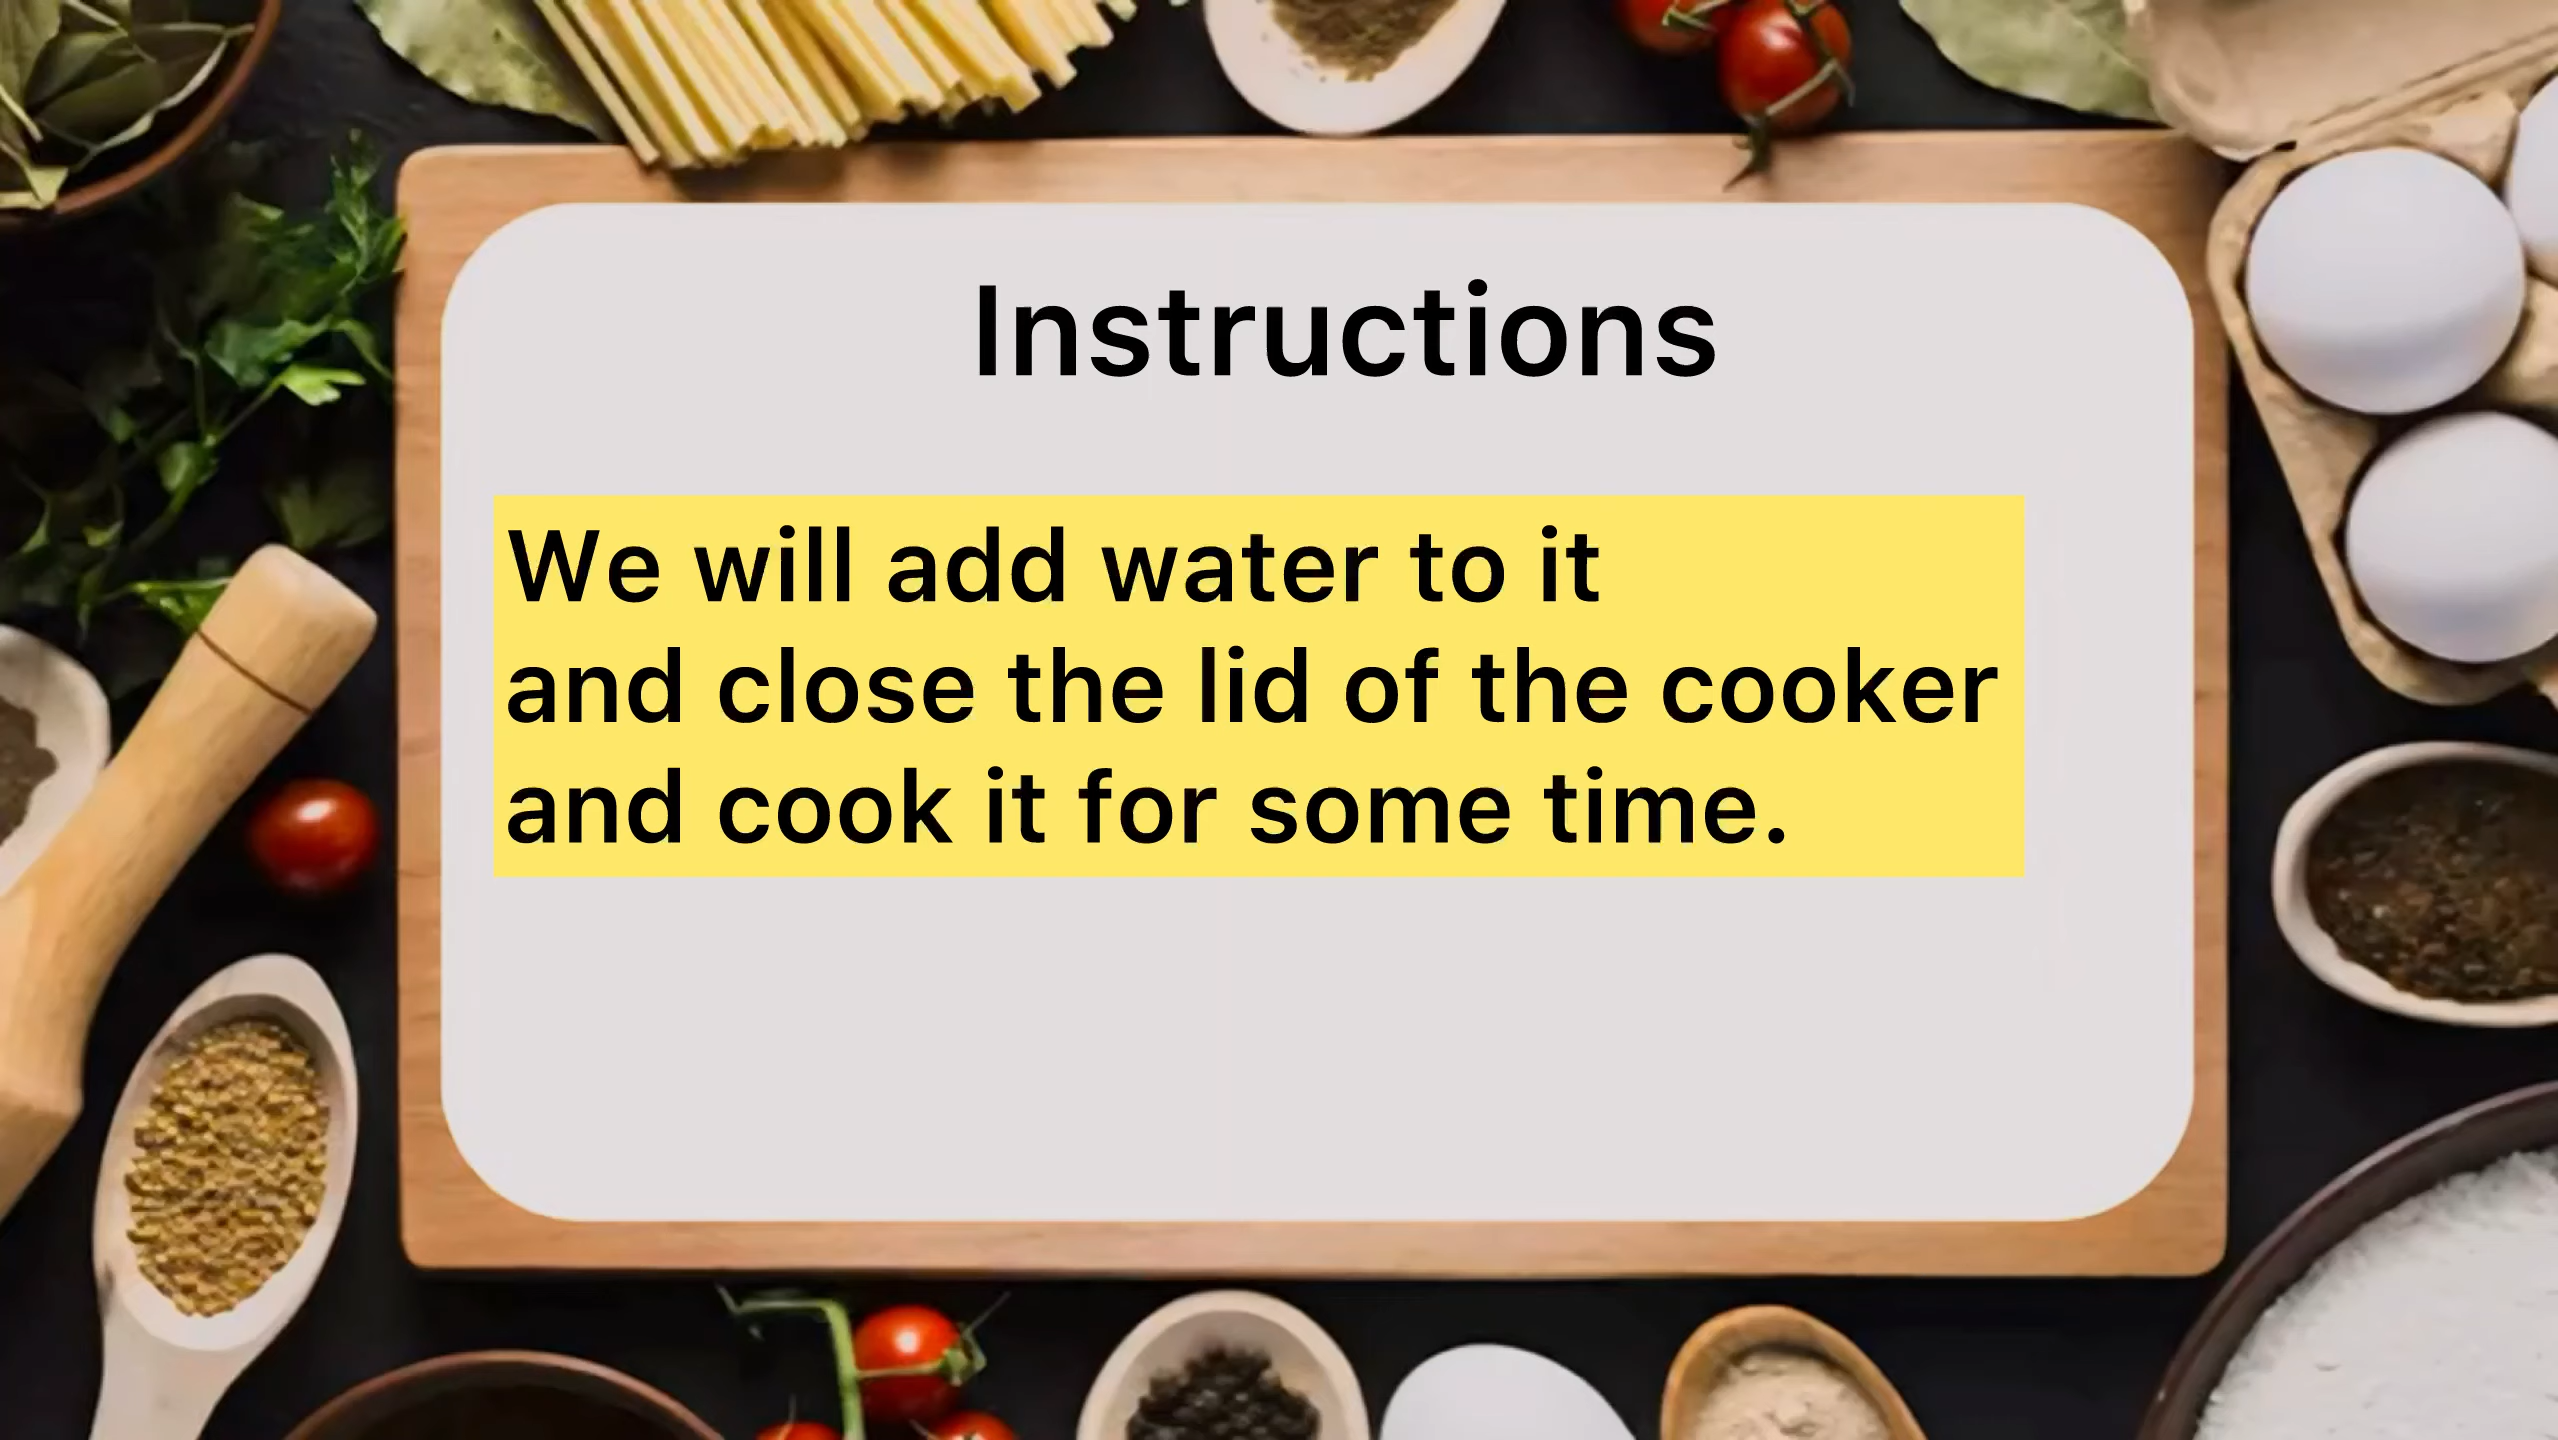 Instructions
We will add water to it
and close the lid of the cooker
and cook it for some time.